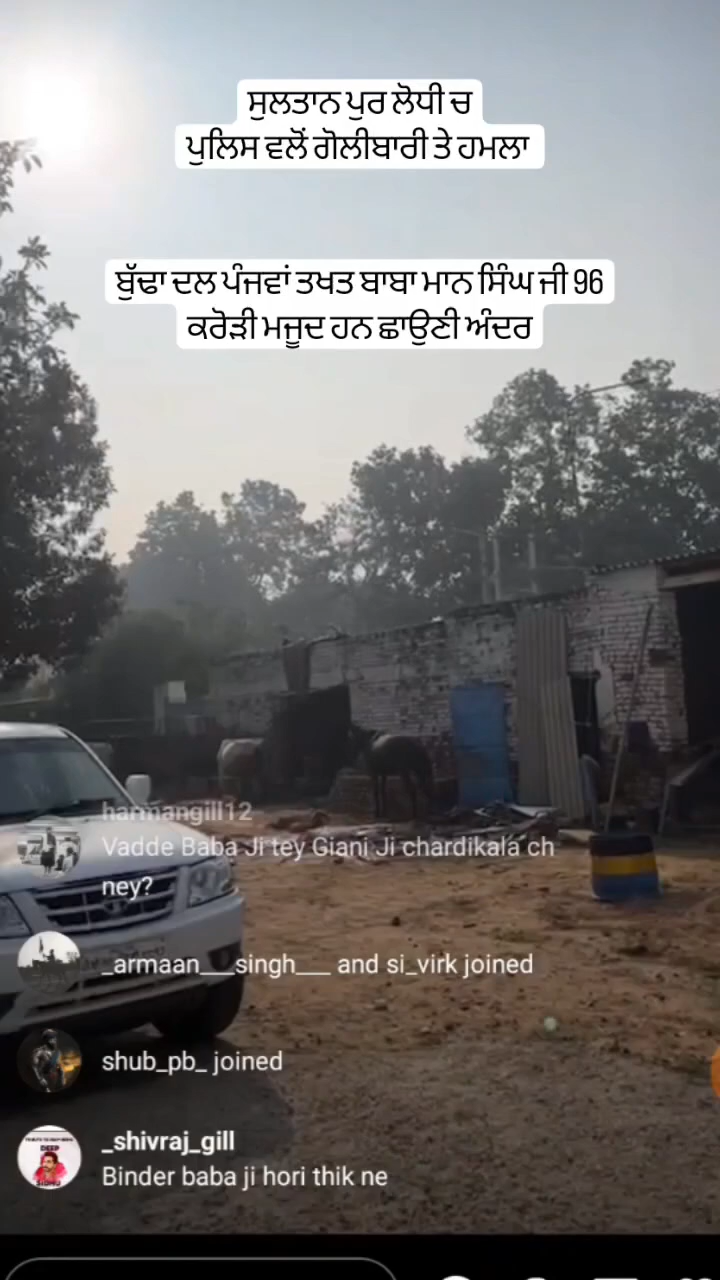 ਸੁਲਤਾਨ ਪੁਰ ਲੋਧੀ ਚ
ਪੁਲਿਸ ਵਲੋਂ ਗੋਲੀਬਾਰੀ ਤੇ ਹਮਲਾ
ਬੁੱਢਾ ਦਲ ਪੰਜਵਾਂ ਤਖਤ ਬਾਬਾ ਮਾਨ ਸਿੰਘ ਜੀ 96
ਕਰੋੜੀ ਮਜੂਦ ਹਨ ਛਾਉਣੀ ਅੰਦਰ
harmangill12
Vadde Baba Ji tey Giani Ji chardikala ch
ney?
_armaan___singh___ and si_virk joined
shub_pb_ joined
_shivraj_gill
Binder baba ji hori thik ne